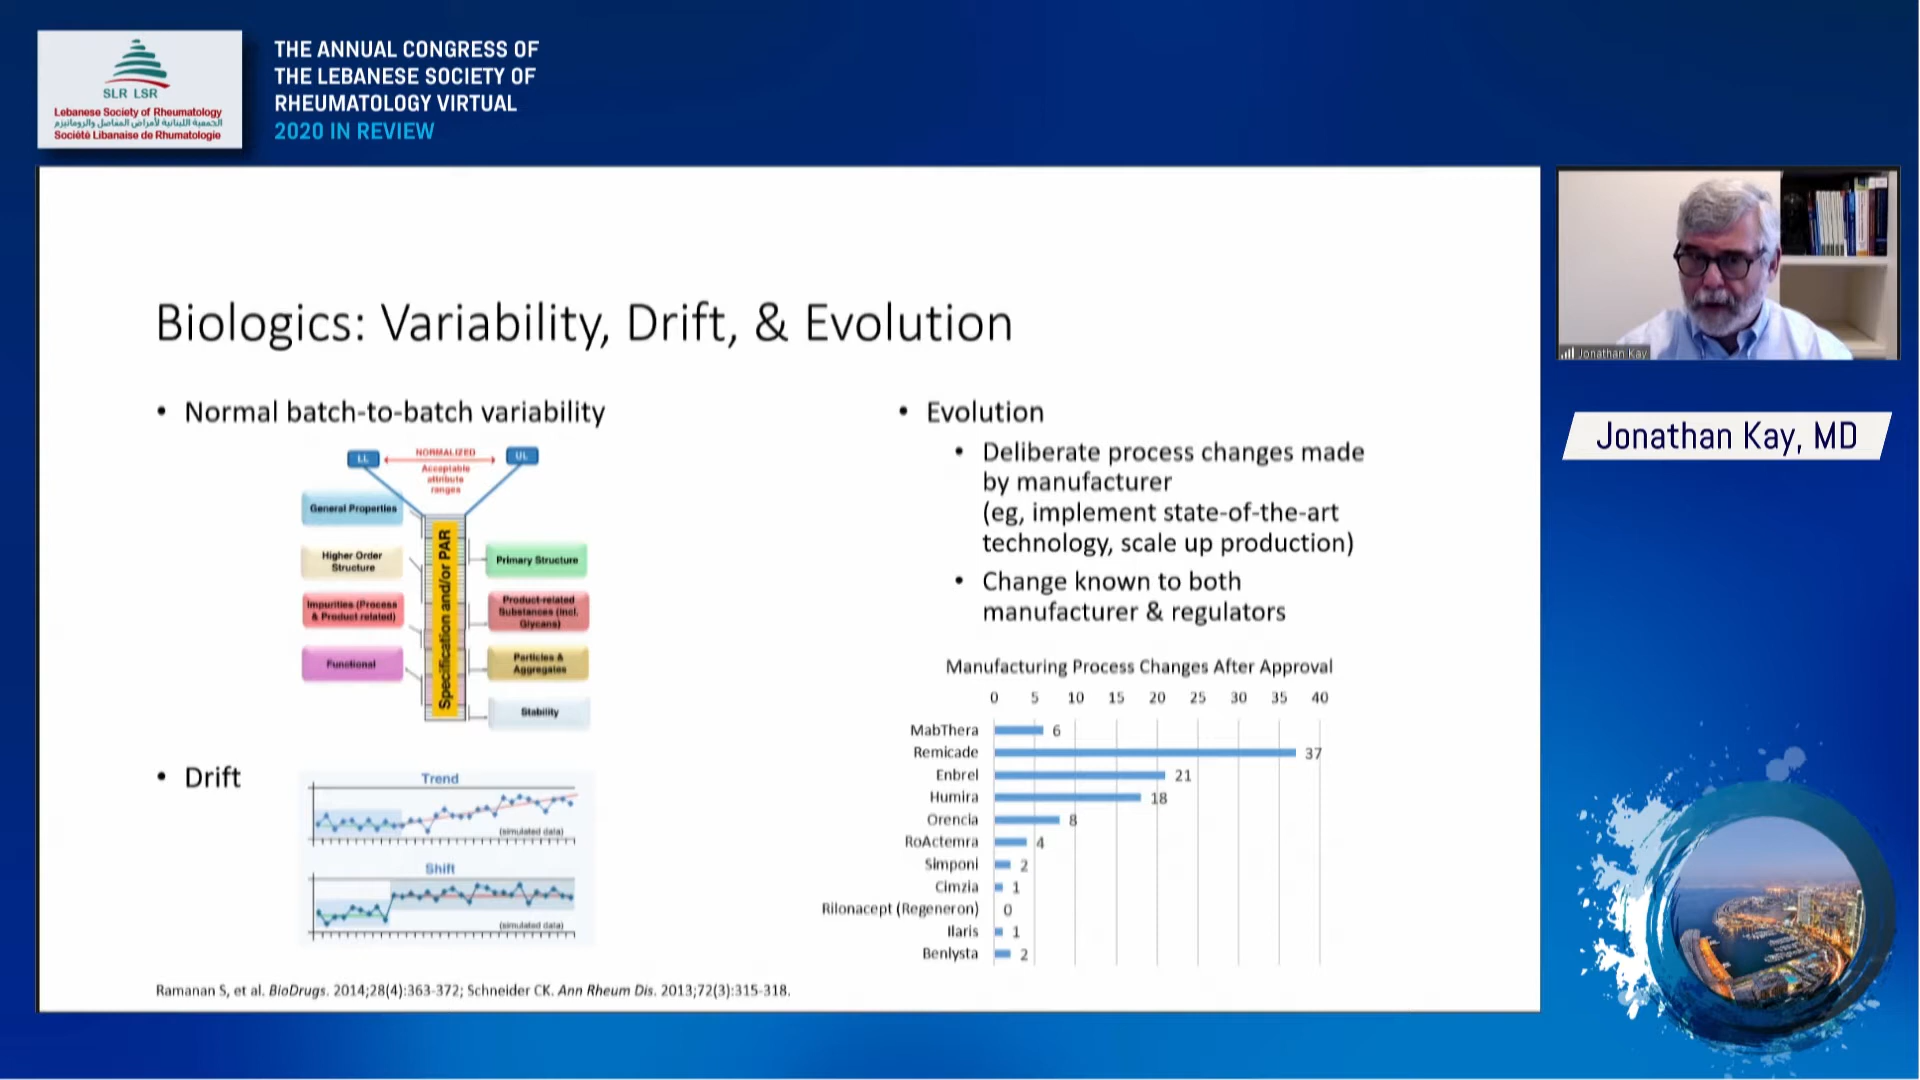 SLR LSR
Lebanese Society of Rheumatology
الجمعية اللبنانية لأمراض المفاصل والروماتيزم
Société Libanaise de Rhumatologie
THE ANNUAL CONGRESS OF
THE LEBANESE SOCIETY OF
RHEUMATOLOGY VIRTUAL
2020 IN REVIEW
Jonathan Kay
Jonathan Kay, MD
Biologics: Variability, Drift, & Evolution
• Normal batch-to-batch variability
LL
NORMALIZED
UL
Acceptable
attribute
ranges
General Properties
Higher Order
Structure
Impurities (Process
& Product related)
Functional
Specification and/or PAR
Primary Structure
Product-related
Substances (incl.
Glycans)
Particles &
Aggregates
Stability
• Drift
Trend
(simulated data)
Shift
(simulated data)
• Evolution
• Deliberate process changes made
by manufacturer
(eg, implement state-of-the-art
technology, scale up production)
• Change known to both
manufacturer & regulators
Manufacturing Process Changes After Approval
0 5 10 15 20 25 30 35 40
MabThera 6
Remicade 37
Enbrel 21
Humira 18
Orencia 8
RoActemra 4
Simponi 2
Cimzia 1
Rilonacept (Regeneron) 0
Ilaris 1
Benlysta 2
Ramanan S, et al. BioDrugs. 2014;28(4):363-372; Schneider CK. Ann Rheum Dis. 2013;72(3):315-318.